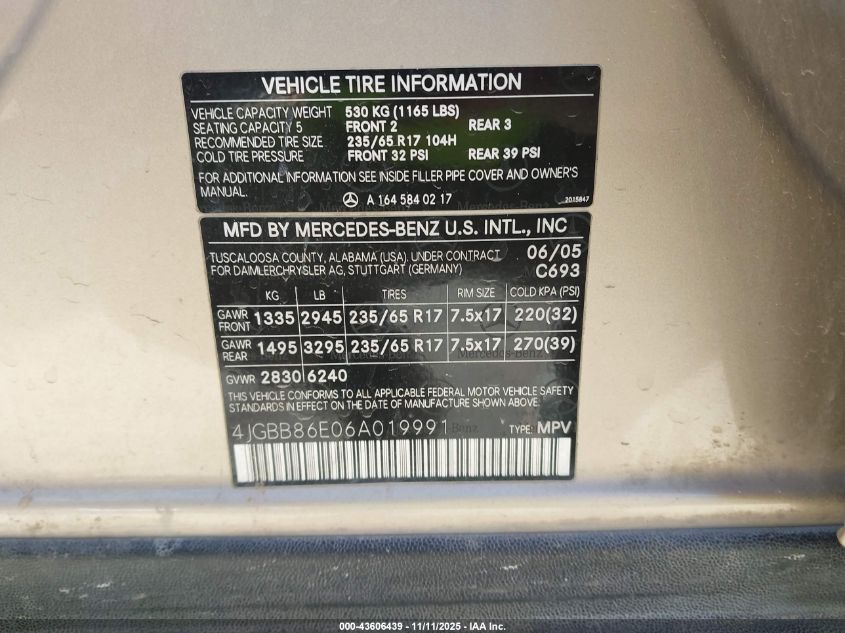 VEHICLE TIRE INFORMATION
VEHICLE CAPACITY WEIGHT 530 KG (1165 LBS)
SEATING CAPACITY 5 FRONT 2 REAR 3
RECOMMENDED TIRE SIZE 235/65 R17 104H
COLD TIRE PRESSURE FRONT 32 PSI REAR 39 PSI
FOR ADDITIONAL INFORMATION SEE INSIDE FILLER PIPE COVER AND OWNER'S
MANUAL.
A 164 584 02 17 2015847
MFD BY MERCEDES-BENZ U.S. INTL., INC
TUSCALOOSA COUNTY, ALABAMA (USA), UNDER CONTRACT 06/05
FOR DAIMLERCHRYSLER AG, STUTTGART (GERMANY) C693
KG LB TIRES RIM SIZE COLD KPA (PSI)
GAWR FRONT 1335 2945 235/65 R17 7.5x17 220(32)
GAWR REAR 1495 3295 235/65 R17 7.5x17 270(39)
GVWR 2830 6240
THIS VEHICLE CONFORMS TO ALL APPLICABLE FEDERAL MOTOR VEHICLE SAFETY
STANDARDS IN EFFECT ON THE DATE OF MANUFACTURE SHOWN ABOVE.
4JGBB86E06A019991 TYPE: MPV
000-43606439 - 11/11/2025 - IAA Inc.